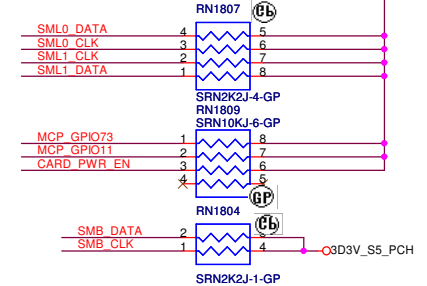 RN1807
Cb
SML0_DATA 4 5
SML0_CLK 3 6
SML1_CLK 2 7
SML1_DATA 1 8
SRN2K2J-4-GP
RN1809
SRN10KJ-6-GP
MCP_GPIO73 1 8
MCP_GPIO11 2 7
CARD_PWR_EN 3 6
4 5
GP
RN1804
Cb
SMB_DATA 2 3
SMB_CLK 1 4
3D3V_S5_PCH
SRN2K2J-1-GP